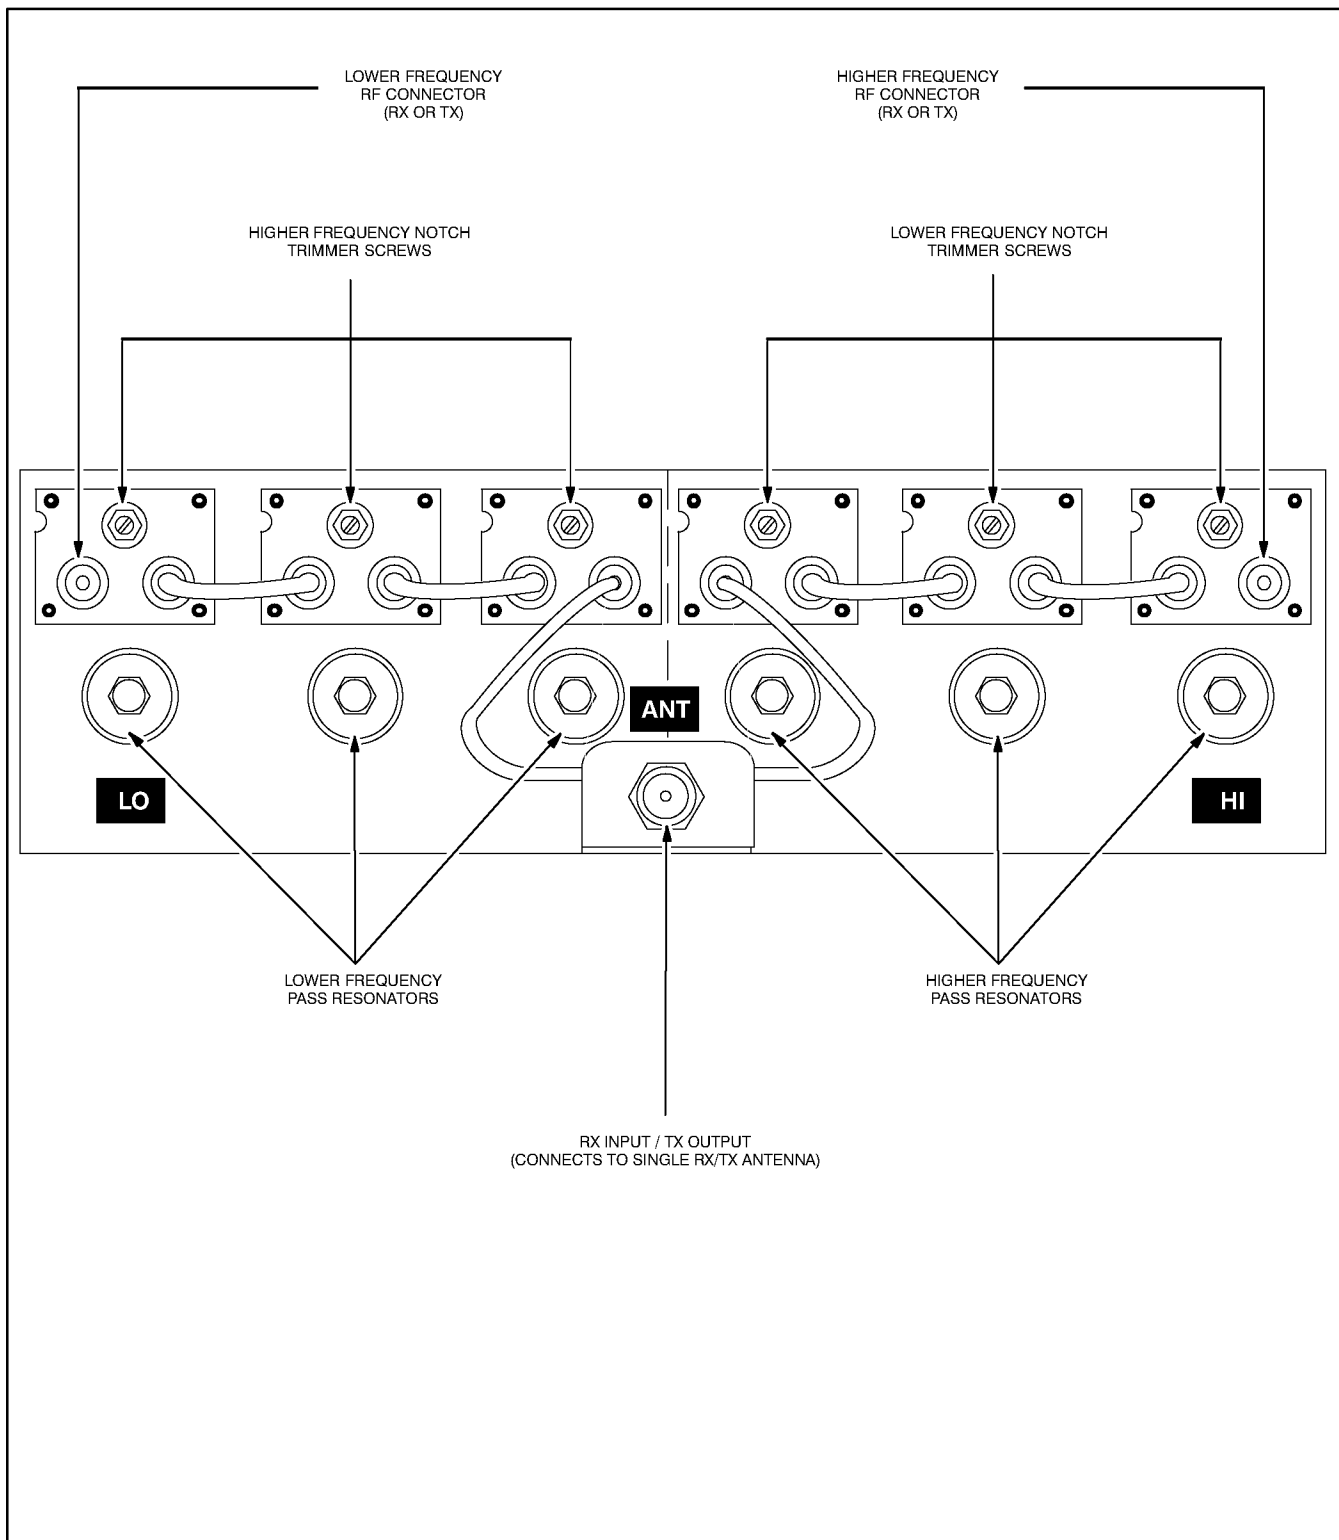 LOWER FREQUENCY
RF CONNECTOR
(RX OR TX)
HIGHER FREQUENCY
RF CONNECTOR
(RX OR TX)
HIGHER FREQUENCY NOTCH
TRIMMER SCREWS
LOWER FREQUENCY NOTCH
TRIMMER SCREWS
ANT
LO
HI
LOWER FREQUENCY
PASS RESONATORS
HIGHER FREQUENCY
PASS RESONATORS
RX INPUT / TX OUTPUT
(CONNECTS TO SINGLE RX/TX ANTENNA)